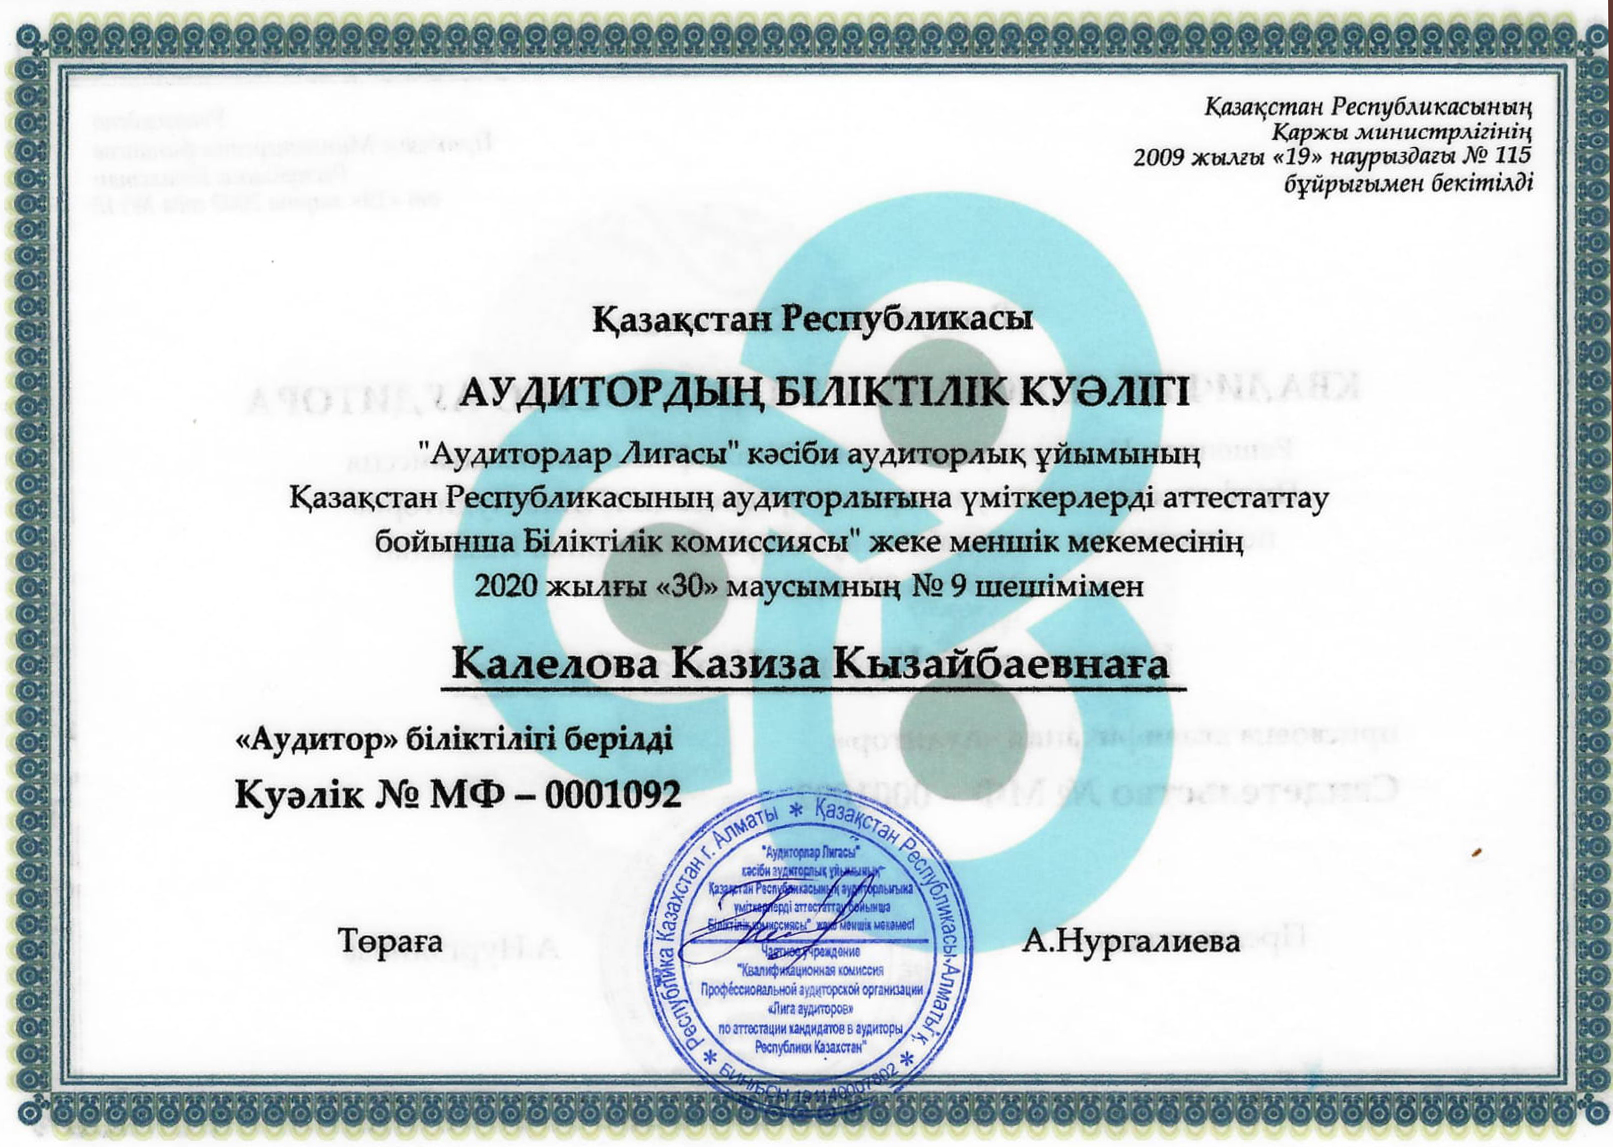 Қазақстан Республикасының
Қаржы министрлігінің
2009 жылғы «19» наурыздағы № 115
бұйрығымен бекітілді
Қазақстан Республикасы
АУДИТОРДЫҢ БІЛІКТІЛІК КУӘЛІГІ
"Аудиторлар Лигасы" кәсіби аудиторлық ұйымының
Қазақстан Республикасының аудиторлығына үміткерлерді аттестаттау
бойынша Біліктілік комиссиясы" жеке меншік мекемесінің
2020 жылғы «30» маусымның № 9 шешімімен
Калелова Казиза Кызайбаевнаға
«Аудитор» біліктілігі берілді
Куәлік № МФ – 0001092
Төраға
А.Нургалиева
Республика Казахстан г. Алматы * Қазақстан Республикасы Алматы қ. *
"Аудиторлар Лигасы"
кәсіби аудиторлық ұйымының
Қазақстан Республикасының аудиторлығына
үміткерлерді аттестаттау бойынша
Біліктілік комиссиясы" жеке меншік мекемесі
Частное учреждение
"Квалификационная комиссия
Профессиональной аудиторской организации
«Лига аудиторов»
по аттестации кандидатов в аудиторы
Республики Казахстан"
БИН/БСН 191140007802